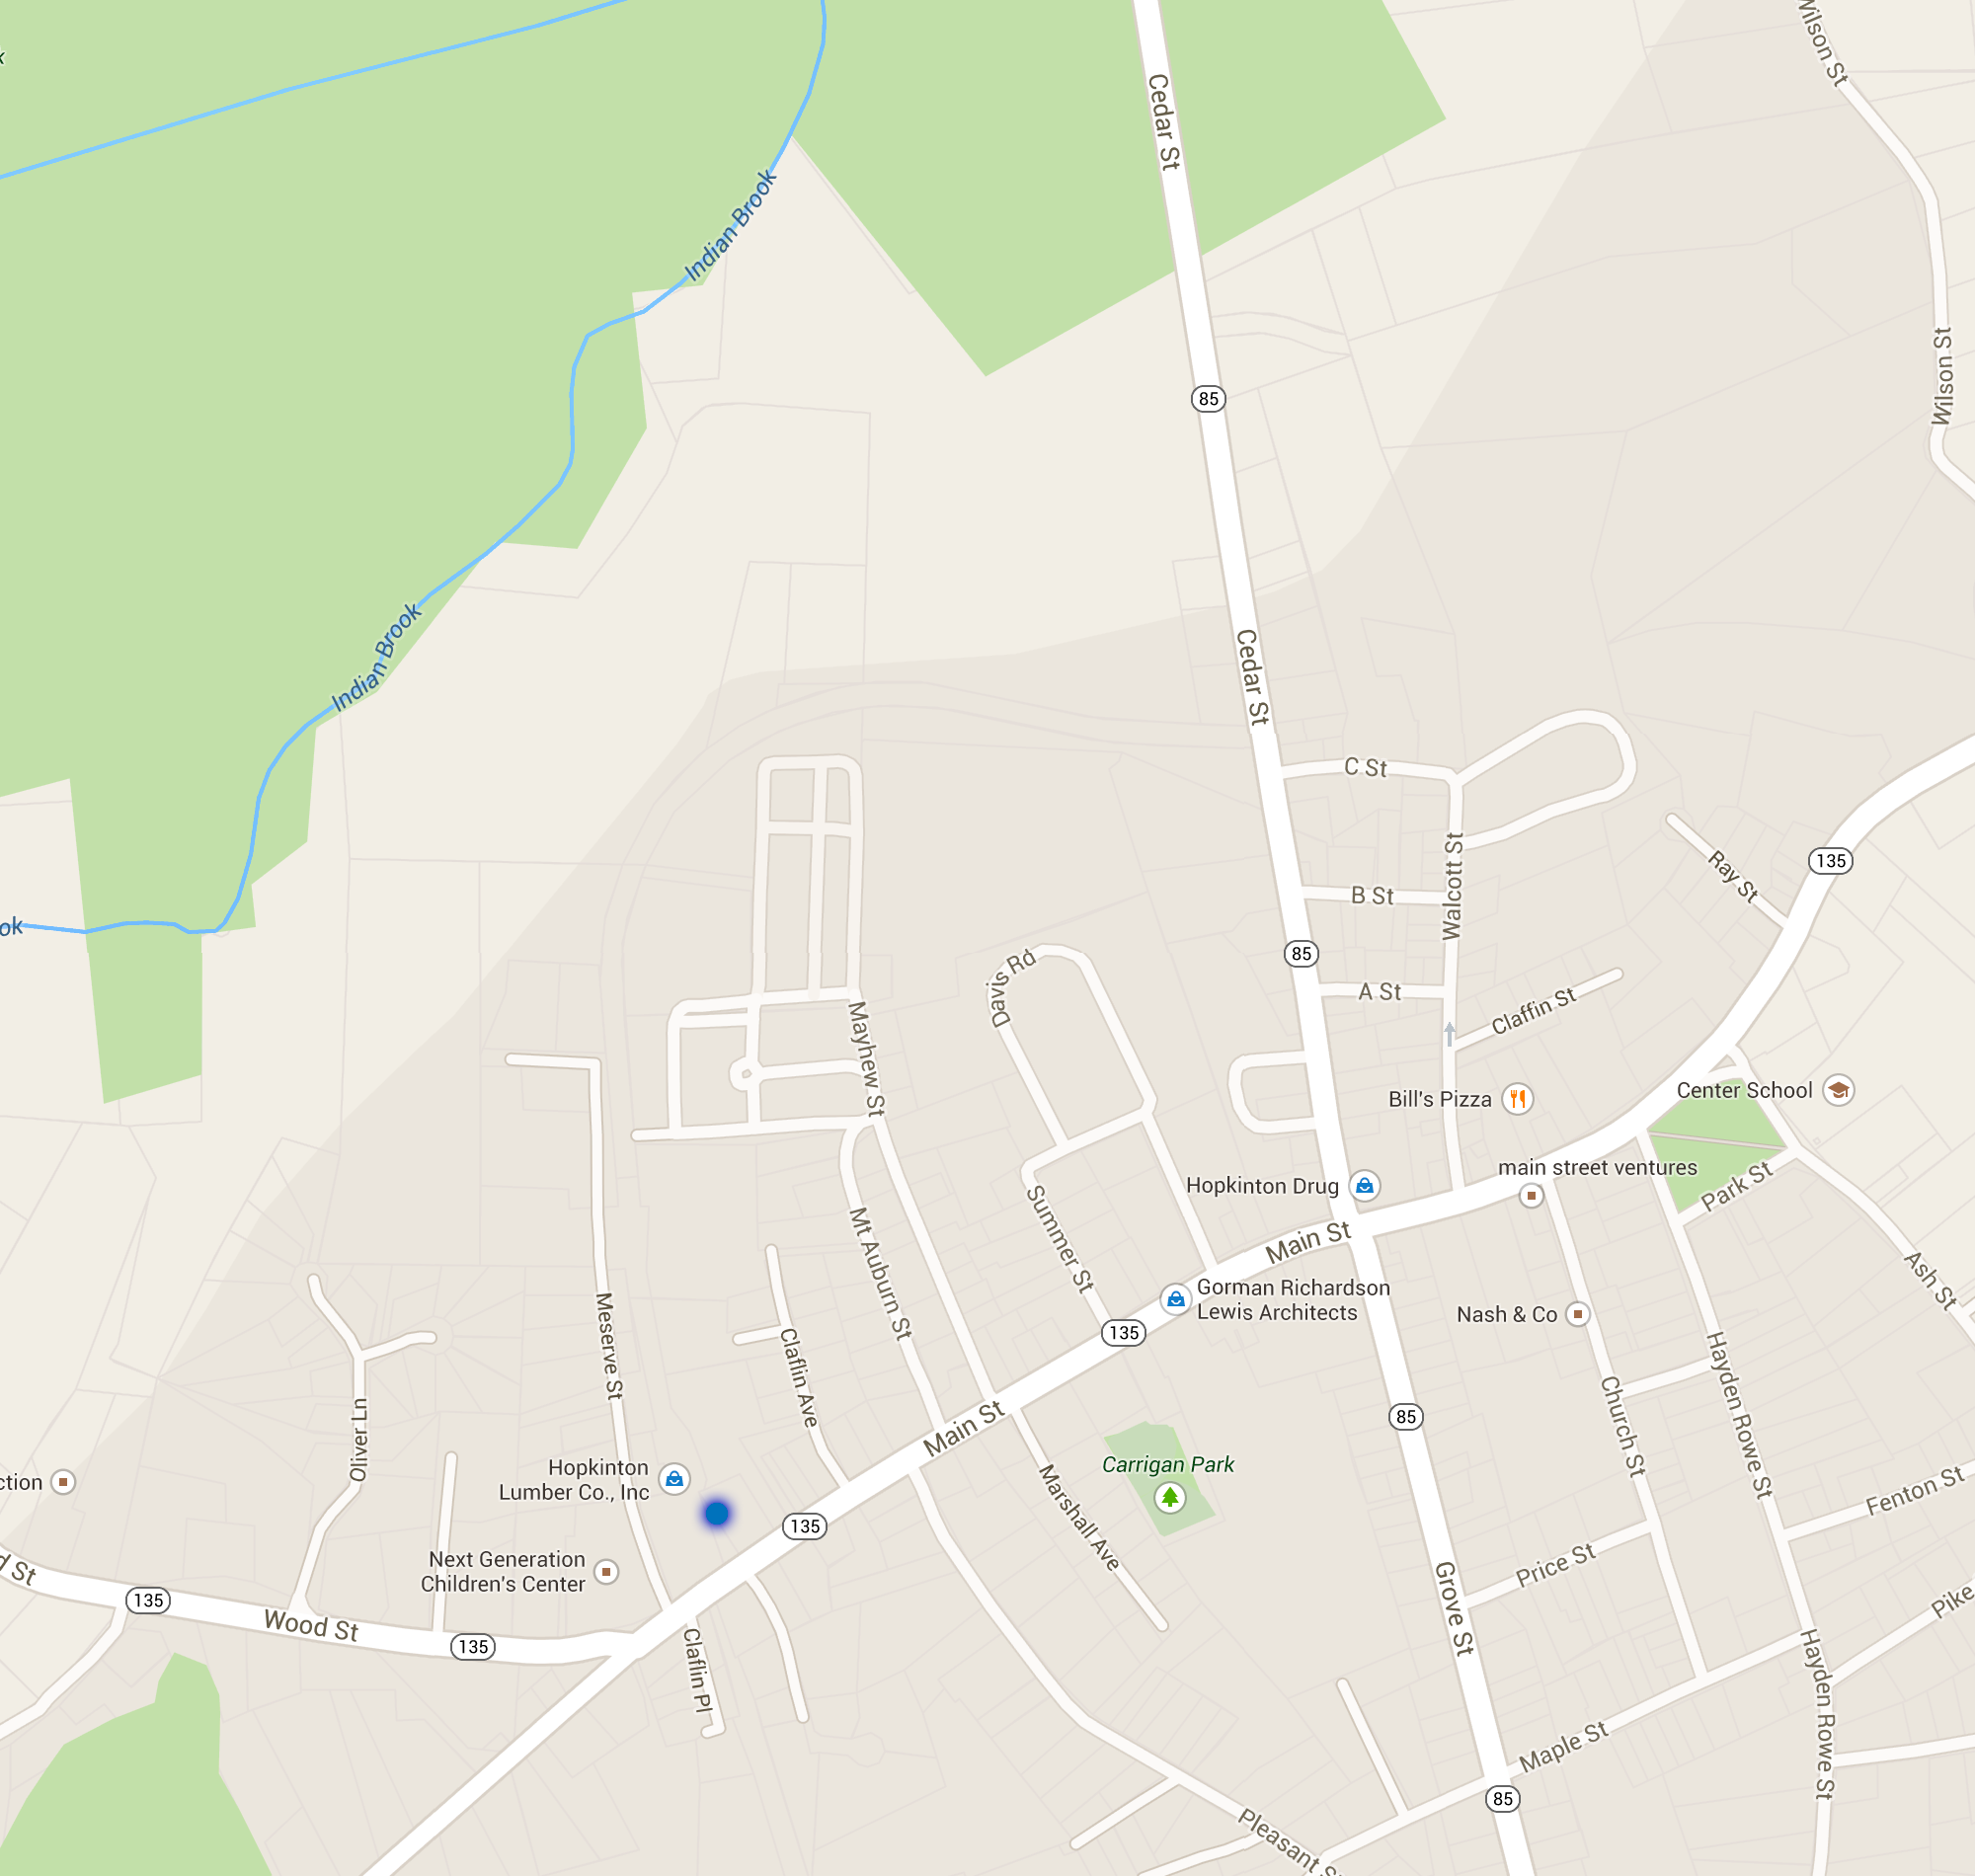 Wilson St
k
Cedar St
Indian Brook
Wilson St
85
Indian Brook
Cedar St
C St
135
Ray St
B St
Walcott St
ok
85
Davis Rd
A St
Claffin St
Mayhew St
Bill's Pizza
Center School
main street ventures
Hopkinton Drug
Park St
Main St
Summer St
Mt Auburn St
Gorman Richardson
Lewis Architects
Nash & Co
Ash St
Meserve St
135
Claflin Ave
Hayden Rowe St
Church St
85
Main St
Oliver Ln
Carrigan Park
Hopkinton
Lumber Co., Inc
ction
Marshall Ave
Fenton St
135
Next Generation
Children's Center
Price St
d St
135
Wood St
135
Grove St
Pike
Claflin Pl
Hayden Rowe St
Maple St
85
Pleasant S